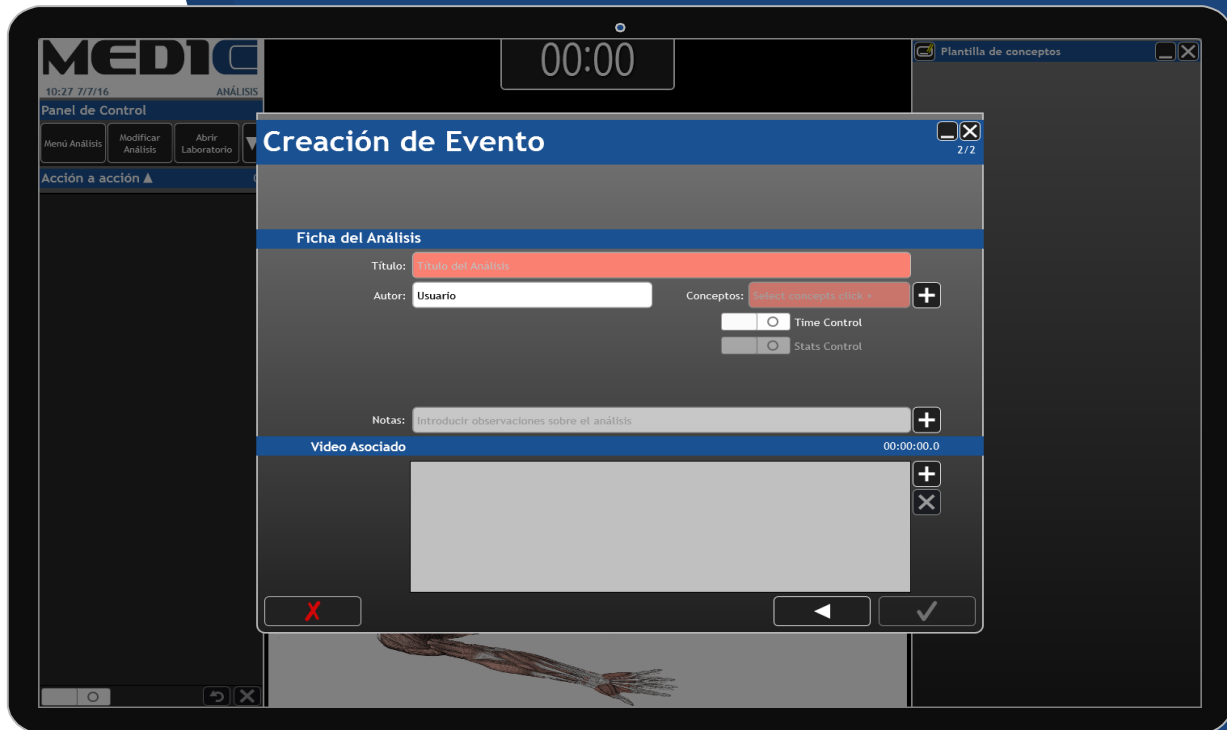 MED1C
10:27 7/7/16 ANÁLISIS
Panel de Control
Menú Análisis
Modificar
Análisis
Abrir
Laboratorio
Acción a acción
00:00
Plantilla de conceptos
Creación de Evento
2/2
Ficha del Análisis
Título: Título del Análisis
Autor: Usuario
Conceptos: Select concepts click +
Time Control
Stats Control
Notas: Introducir observaciones sobre el análisis
Video Asociado 00:00:00.0